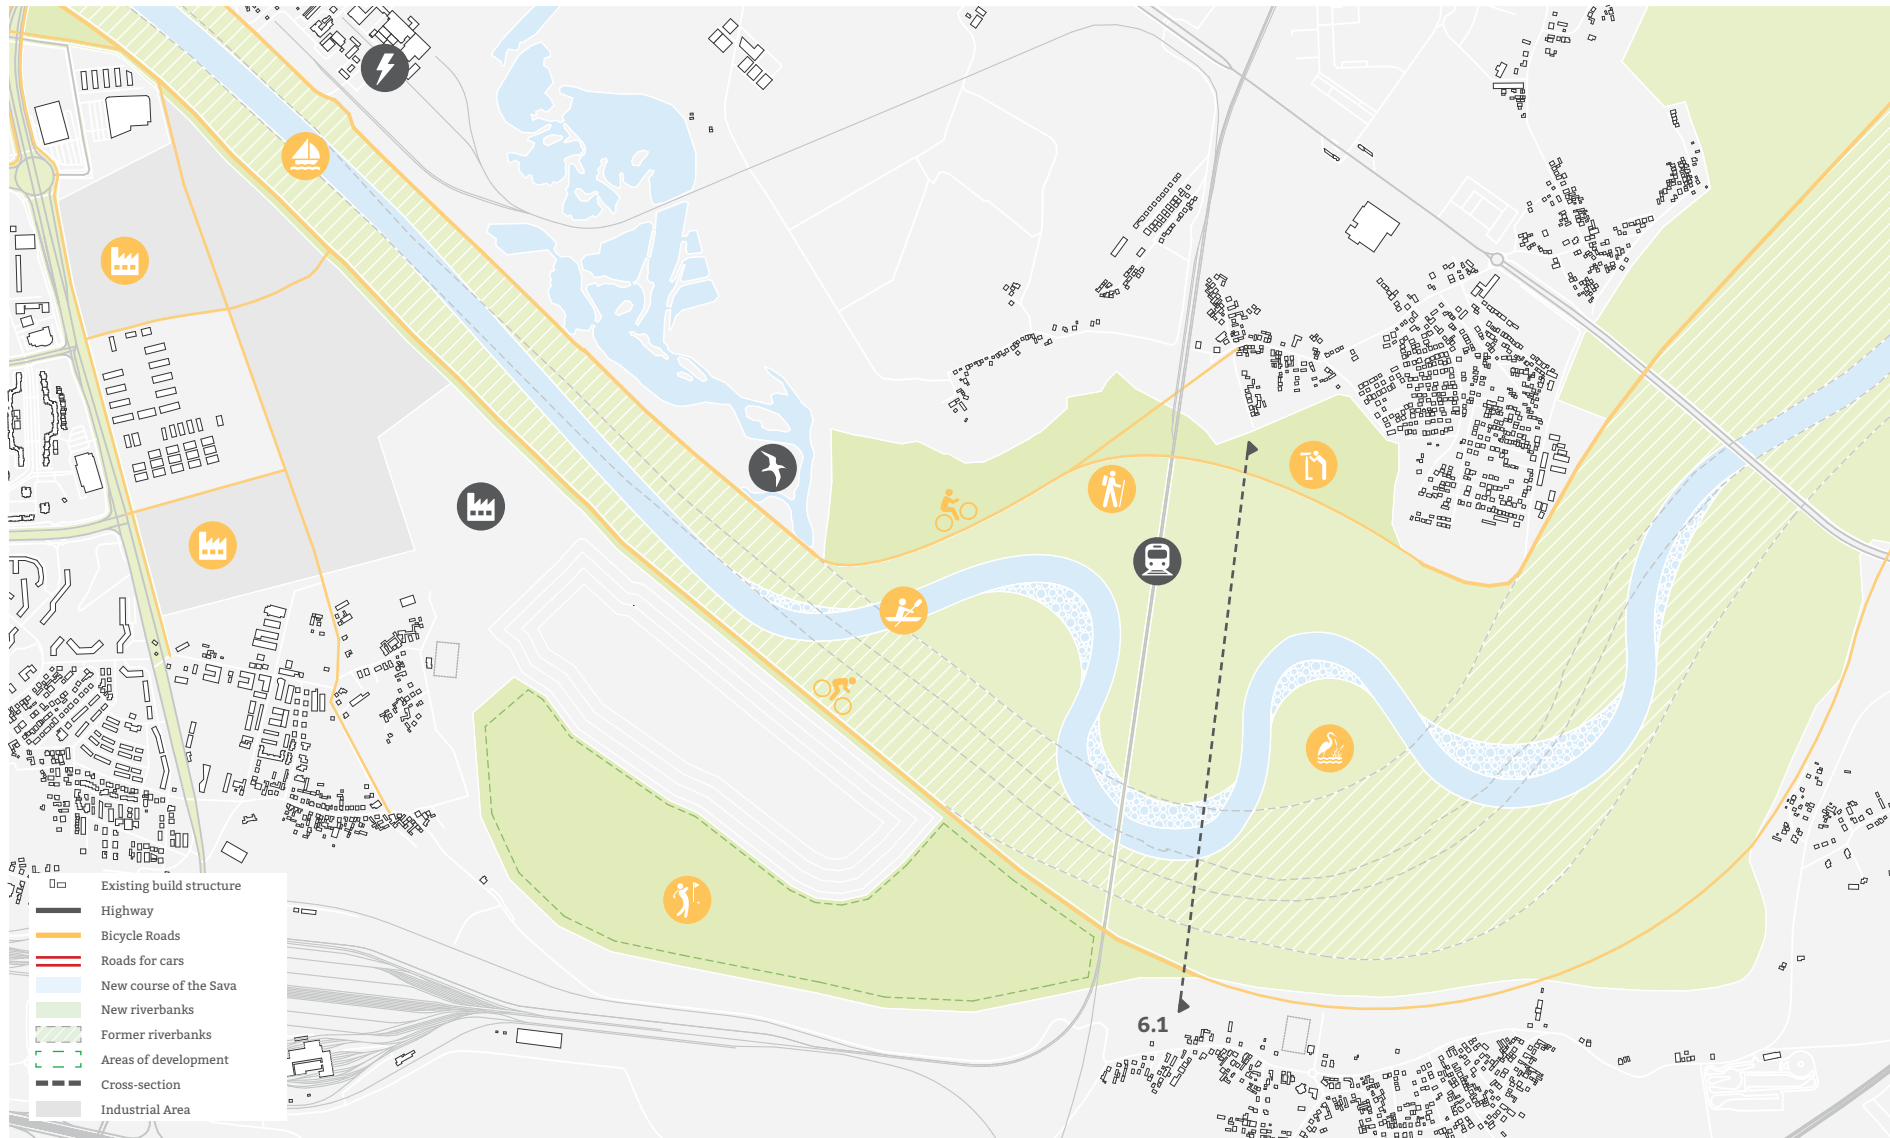 6.1
Existing build structure
Highway
Bicycle Roads
Roads for cars
New course of the Sava
New riverbanks
Former riverbanks
Areas of development
Cross-section
Industrial Area